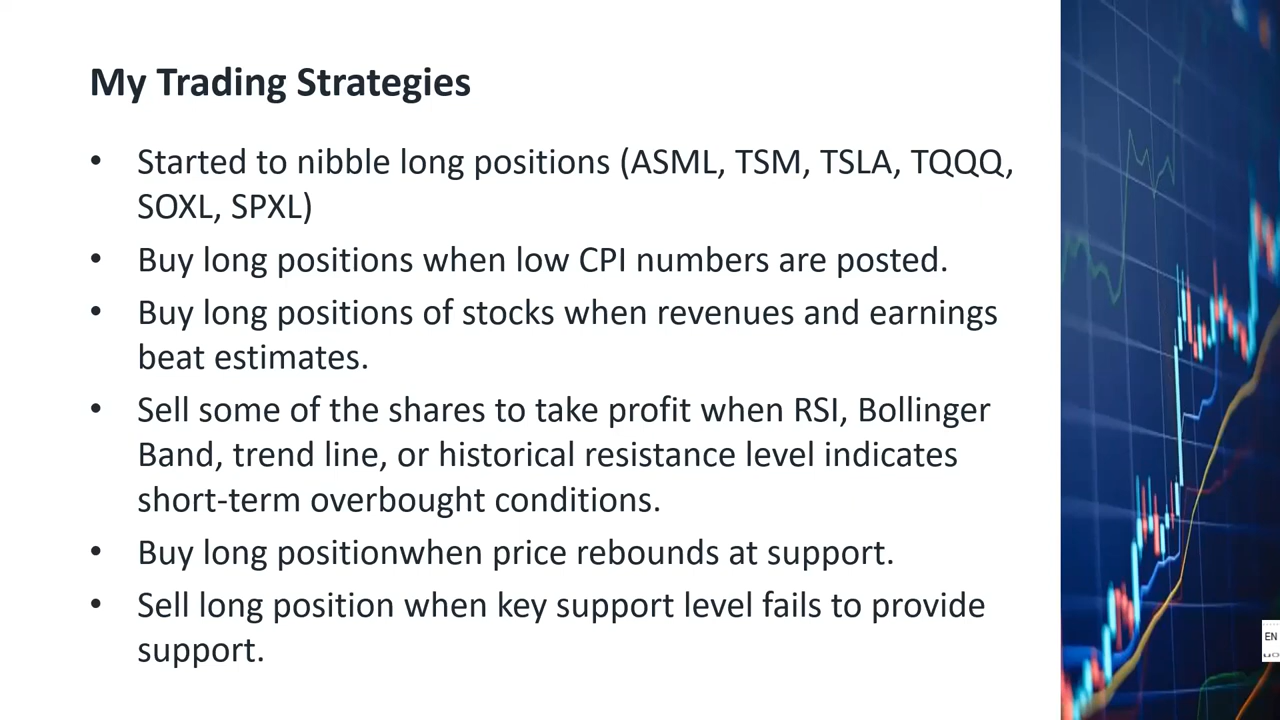 My Trading Strategies
• Started to nibble long positions (ASML, TSM, TSLA, TQQQ,
SOXL, SPXL)
• Buy long positions when low CPI numbers are posted.
• Buy long positions of stocks when revenues and earnings
beat estimates.
• Sell some of the shares to take profit when RSI, Bollinger
Band, trend line, or historical resistance level indicates
short-term overbought conditions.
• Buy long positionwhen price rebounds at support.
• Sell long position when key support level fails to provide
support.
EN